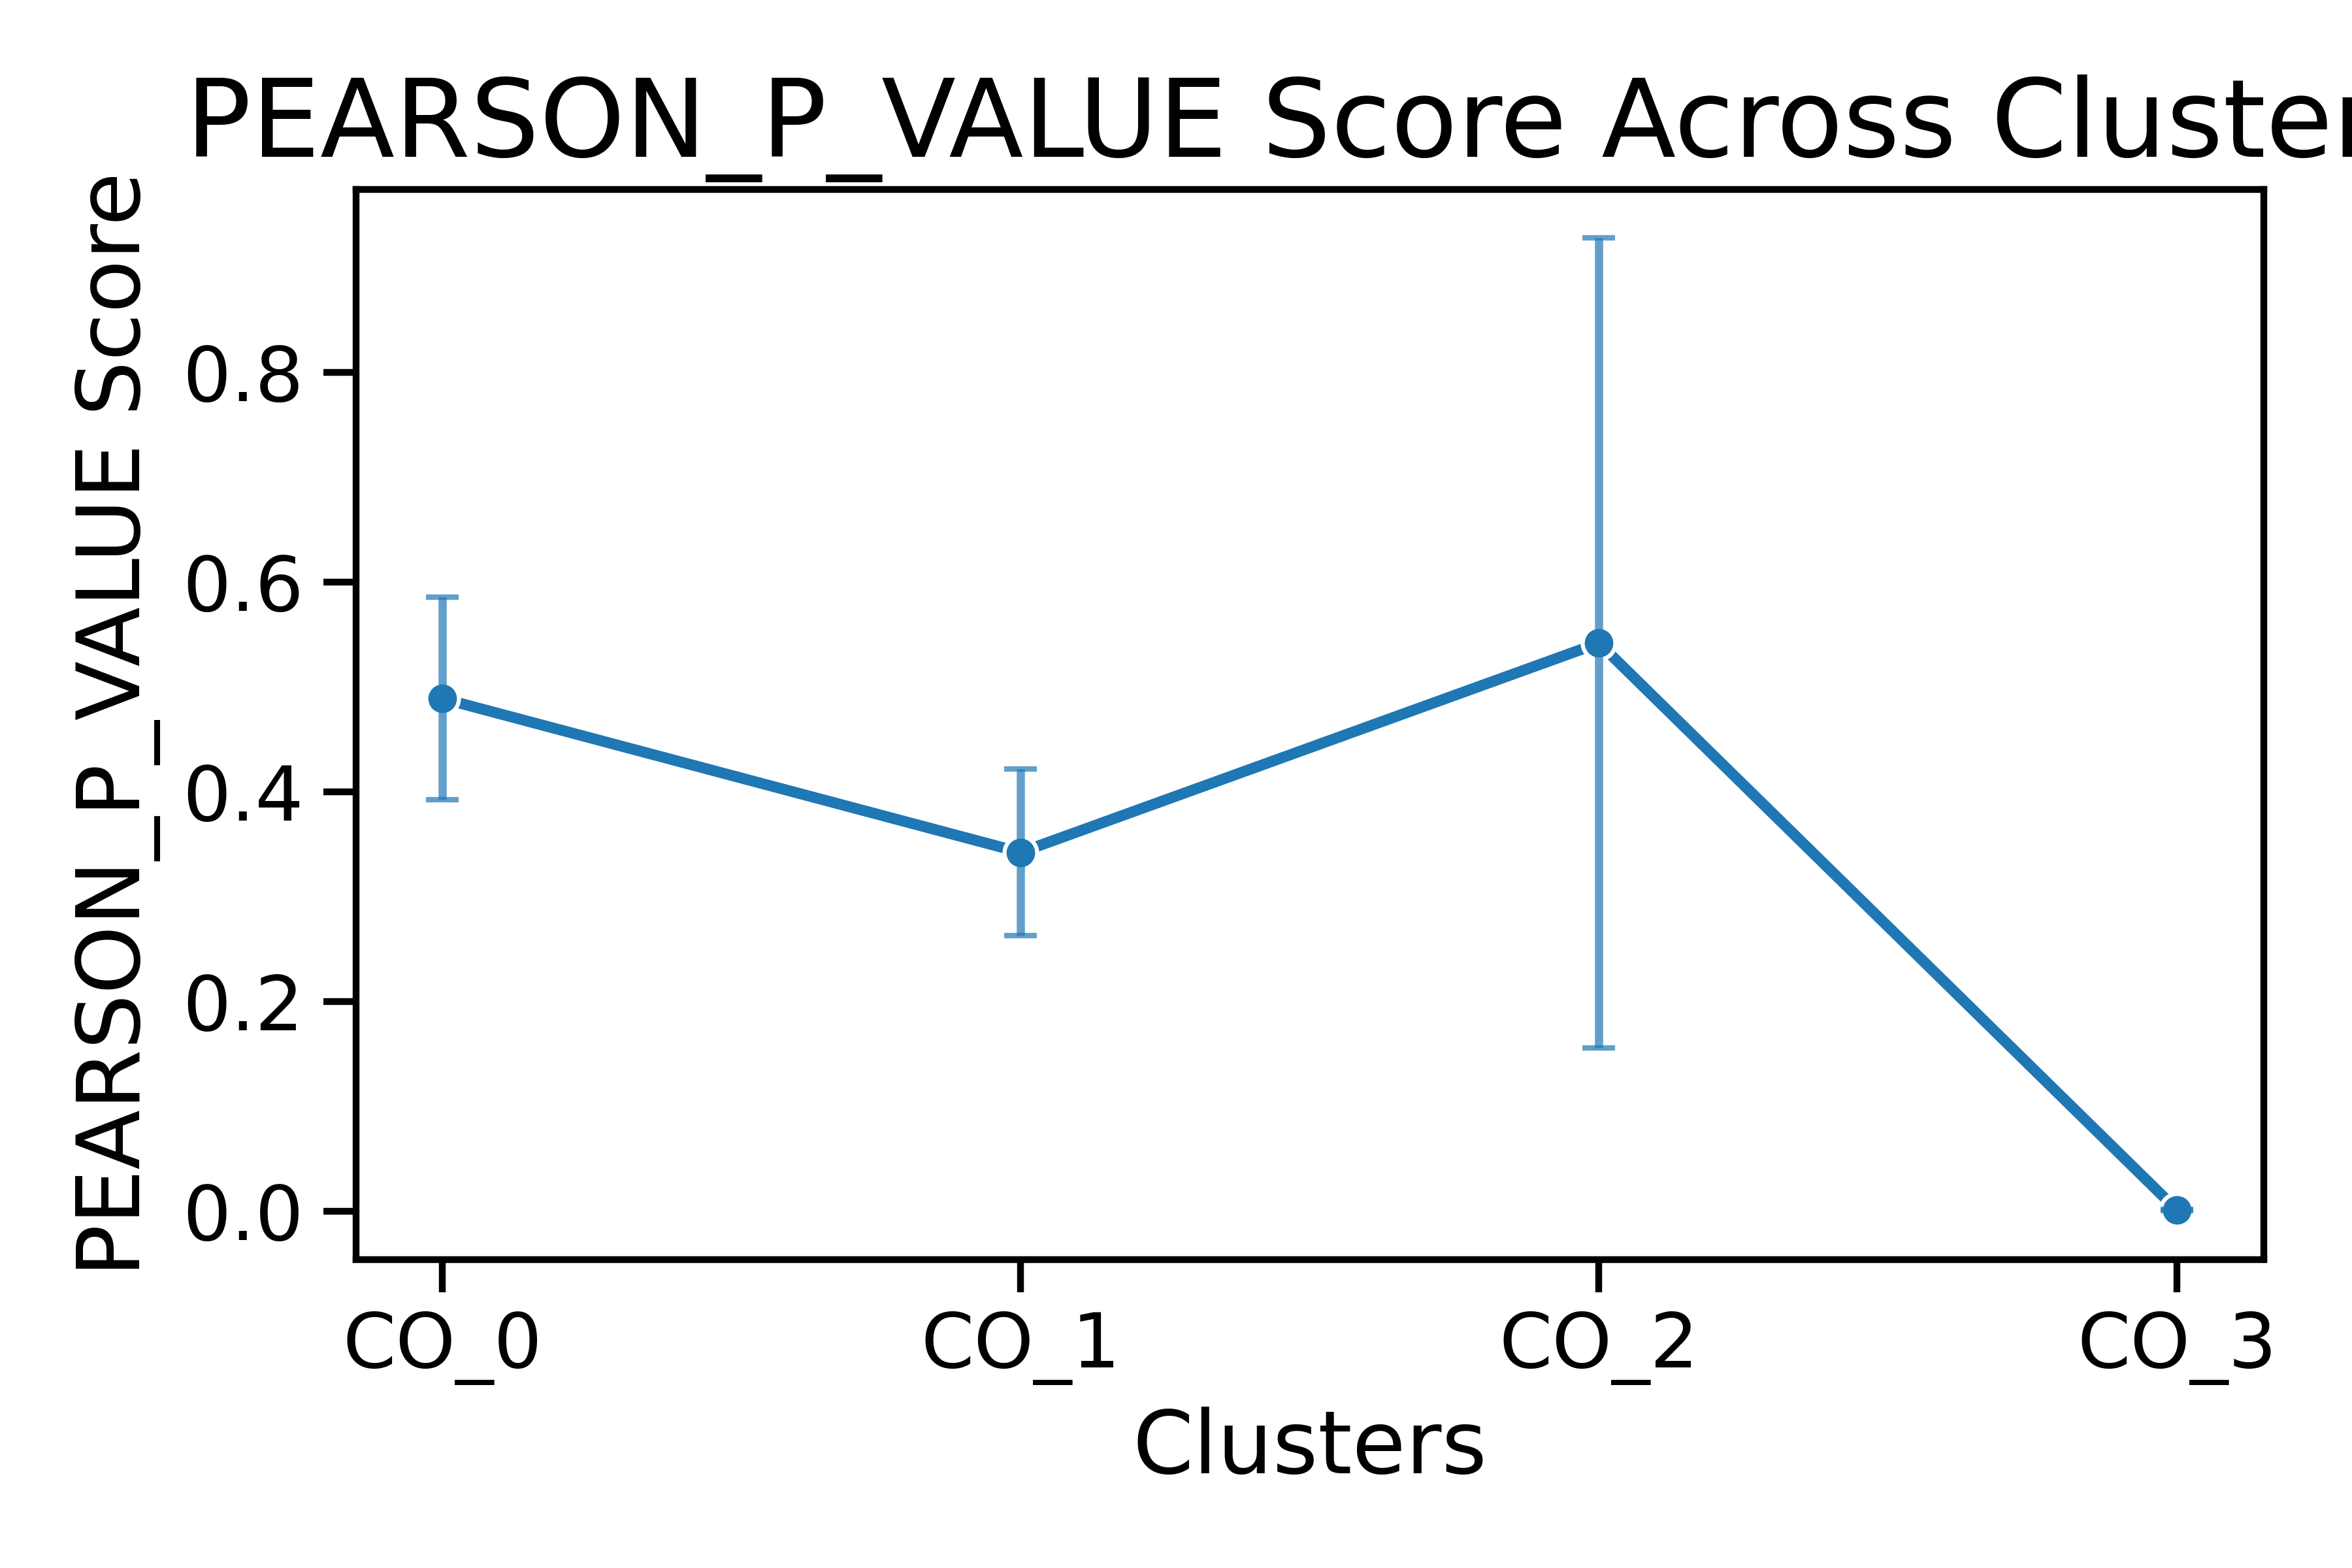 PEARSON_P_VALUE Score Across Cluster
PEARSON_P_VALUE Score
0.8
0.6
0.4
0.2
0.0
CO_0 CO_1 CO_2 CO_3
Clusters